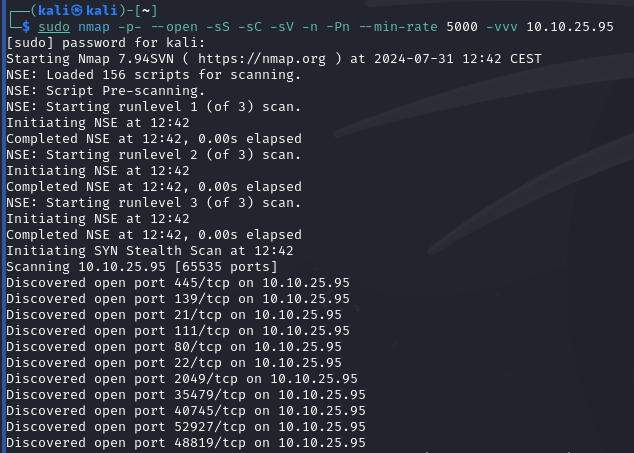 ┌──(kali㉿kali)-[~]
└─$ sudo nmap -p- --open -sS -sC -sV -n -Pn --min-rate 5000 -vvv 10.10.25.95
[sudo] password for kali:
Starting Nmap 7.94SVN ( https://nmap.org ) at 2024-07-31 12:42 CEST
NSE: Loaded 156 scripts for scanning.
NSE: Script Pre-scanning.
NSE: Starting runlevel 1 (of 3) scan.
Initiating NSE at 12:42
Completed NSE at 12:42, 0.00s elapsed
NSE: Starting runlevel 2 (of 3) scan.
Initiating NSE at 12:42
Completed NSE at 12:42, 0.00s elapsed
NSE: Starting runlevel 3 (of 3) scan.
Initiating NSE at 12:42
Completed NSE at 12:42, 0.00s elapsed
Initiating SYN Stealth Scan at 12:42
Scanning 10.10.25.95 [65535 ports]
Discovered open port 445/tcp on 10.10.25.95
Discovered open port 139/tcp on 10.10.25.95
Discovered open port 21/tcp on 10.10.25.95
Discovered open port 111/tcp on 10.10.25.95
Discovered open port 80/tcp on 10.10.25.95
Discovered open port 22/tcp on 10.10.25.95
Discovered open port 2049/tcp on 10.10.25.95
Discovered open port 35479/tcp on 10.10.25.95
Discovered open port 40745/tcp on 10.10.25.95
Discovered open port 52927/tcp on 10.10.25.95
Discovered open port 48819/tcp on 10.10.25.95